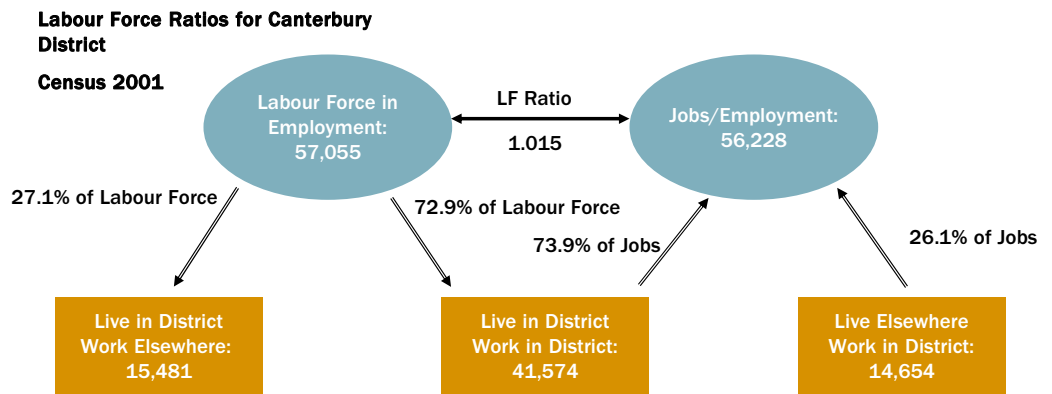 Labour Force Ratios for Canterbury
District
Census 2001
Labour Force in
Employment:
57,055
LF Ratio
1.015
Jobs/Employment:
56,228
27.1% of Labour Force
72.9% of Labour Force
73.9% of Jobs
26.1% of Jobs
Live in District
Work Elsewhere:
15,481
Live in District
Work in District:
41,574
Live Elsewhere
Work in District:
14,654